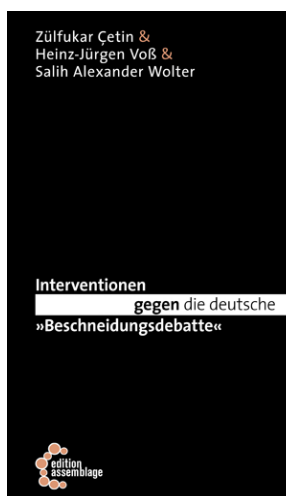 Zülfukar Çetin &
Heinz-Jürgen Voß &
Salih Alexander Wolter
Interventionen
gegen die deutsche
»Beschneidungsdebatte«
edition
assemblage